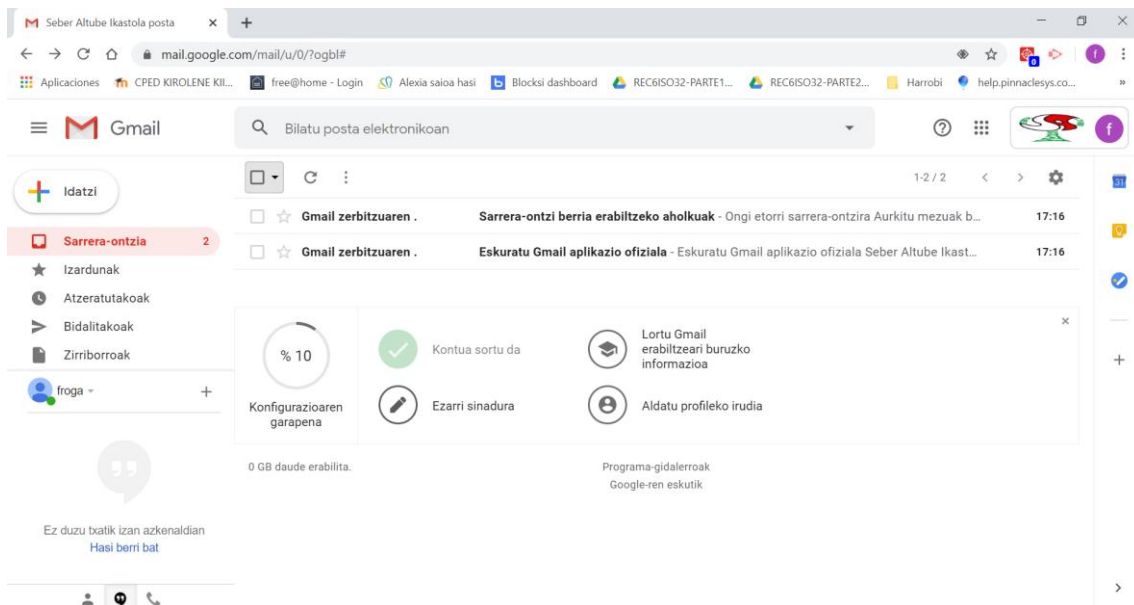 Seber Altube Ikastola posta
mail.google.com/mail/u/0/?ogbl#
f
0
Aplicaciones CPED KIROLENE KII... free@home - Login Alexia saioa hasi Blocksi dashboard REC6ISO32-PARTE1... REC6ISO32-PARTE2... Harrobi help.pinnaclesys.co... »
Gmail
Bilatu posta elektronikoan
f
Idatzi
1-2 / 2
31
Sarrera-ontzia 2
Izardunak
Atzeratutakoak
Bidalitakoak
Zirriborroak
froga
Gmail zerbitzuaren . Sarrera-ontzi berria erabiltzeko aholkuak - Ongi etorri sarrera-ontzira Aurkitu mezuak b... 17:16
Gmail zerbitzuaren . Eskuratu Gmail aplikazio ofiziala - Eskuratu Gmail aplikazio ofiziala Seber Altube Ikast... 17:16
% 10
Konfigurazioaren
garapena
Kontua sortu da
Lortu Gmail
erabiltzeari buruzko
informazioa
Ezarri sinadura
Aldatu profileko irudia
0 GB daude erabilita.
Programa-gidalerroak
Google-ren eskutik
Ez duzu txatik izan azkenaldian
Hasi berri bat